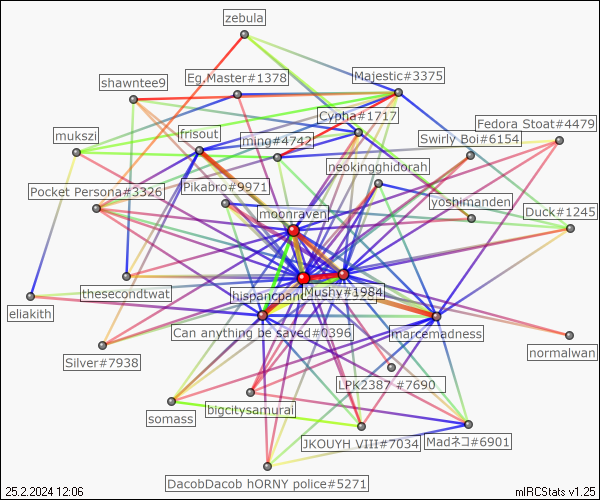 zebula
Majestic#3375
Eg.Master#1378
shawntee9
Cypha#1717
Fedora Stoat#4479
mukszi
frisout
ming#4742
Swirly Boi#6154
neokingghidorah
Pocket Persona#3326
Pikabro#9971
yoshimanden
moonraven
Duck#1245
thesecondtwat
Mushy#1984
eliakith
Can anything be saved#0396
marcemadness
Silver#7938
normalwan
LPK2387 #7690
somass
bigcitysamurai
JKOUYH VIII#7034
Madネコ#6901
DacobDacob hORNY police#5271
25.2.2024 12:06
mIRCStats v1.25